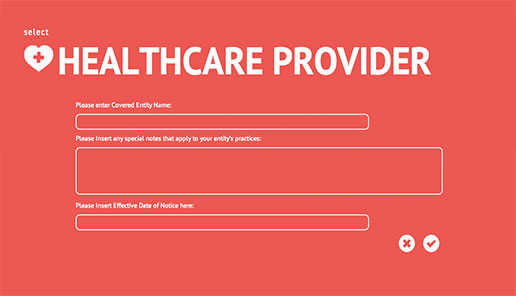 select
HEALTHCARE PROVIDER
Please enter Covered Entity Name:
Please Insert any special notes that apply to your entity's practices:
Please Insert Effective Date of Notice here: